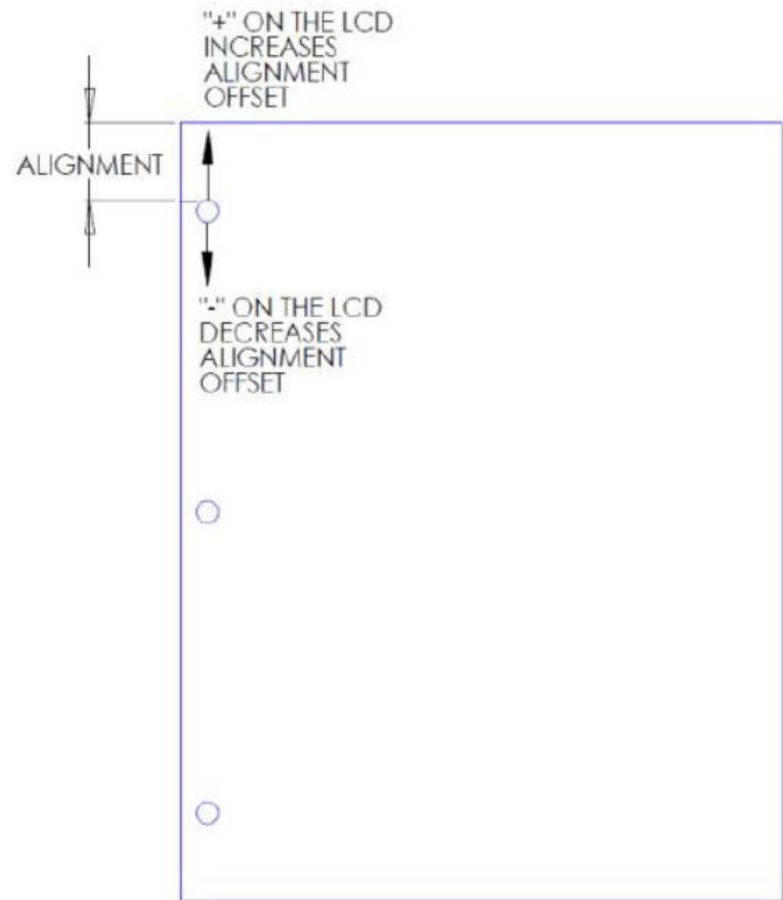 "+" ON THE LCD
INCREASES
ALIGNMENT
OFFSET
ALIGNMENT
"-" ON THE LCD
DECREASES
ALIGNMENT
OFFSET